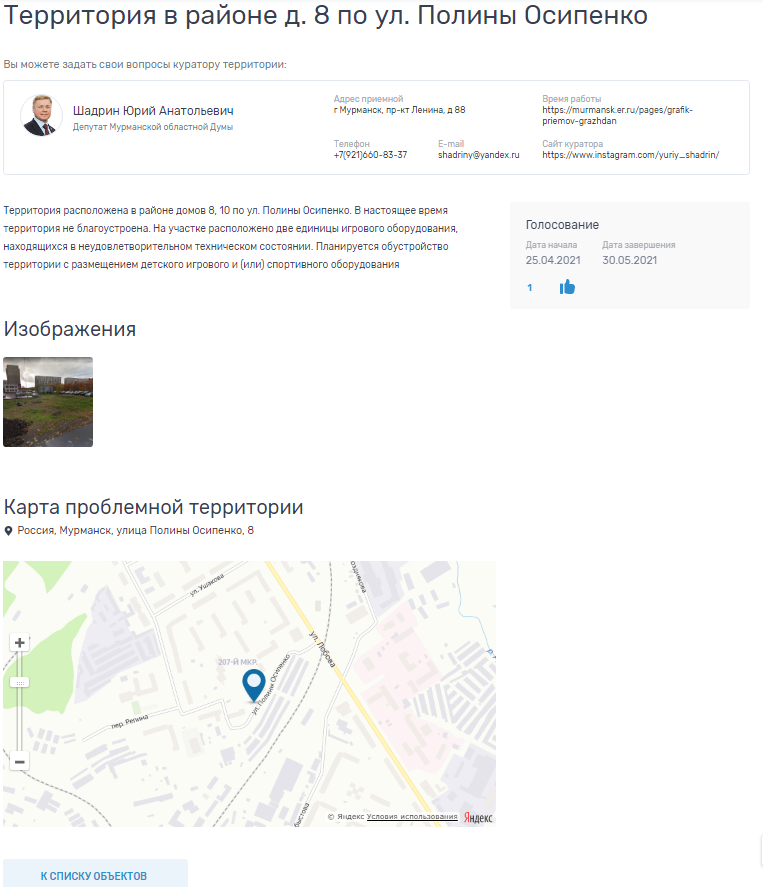 Территория в районе д. 8 по ул. Полины Осипенко
Вы можете задать свои вопросы куратору территории:
Шадрин Юрий Анатольевич
Депутат Мурманской областной Думы
Адрес приемной
г Мурманск, пр-кт Ленина, д 88
Время работы
https://murmansk.er.ru/pages/grafik-
priemov-grazhdan
Телефон
+7(921)660-83-37
E-mail
shadriny@yandex.ru
Сайт куратора
https://www.instagram.com/yuriy_shadrin/
Территория расположена в районе домов 8, 10 по ул. Полины Осипенко. В настоящее время
территория не благоустроена. На участке расположено две единицы игрового оборудования,
находящихся в неудовлетворительном техническом состоянии. Планируется обустройство
территории с размещением детского игрового и (или) спортивного оборудования
Голосование
Дата начала
25.04.2021
Дата завершения
30.05.2021
1
Изображения
Карта проблемной территории
Россия, Мурманск, улица Полины Осипенко, 8
ул. Ушакова
ул. Лобова
207-Й МКР.
ул. Полины Осипенко
пер. Репина
р.
+
−
© Яндекс Условия использования
Яндекс
К СПИСКУ ОБЪЕКТОВ